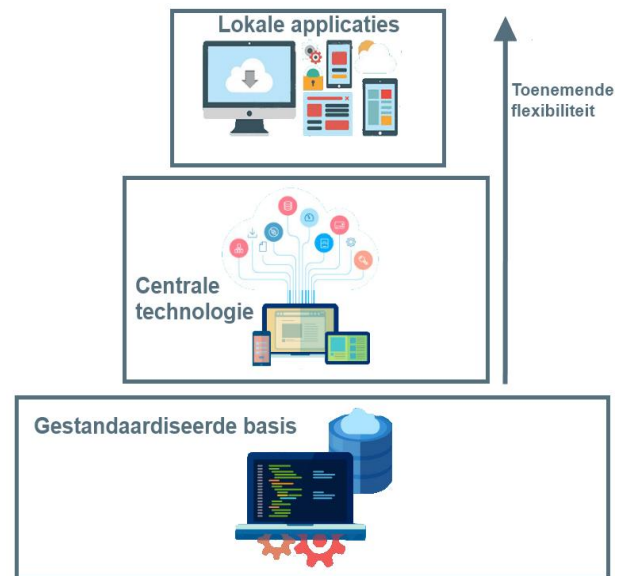 Lokale applicaties
Toenemende
flexibiliteit
Centrale
technologie
Gestandaardiseerde basis